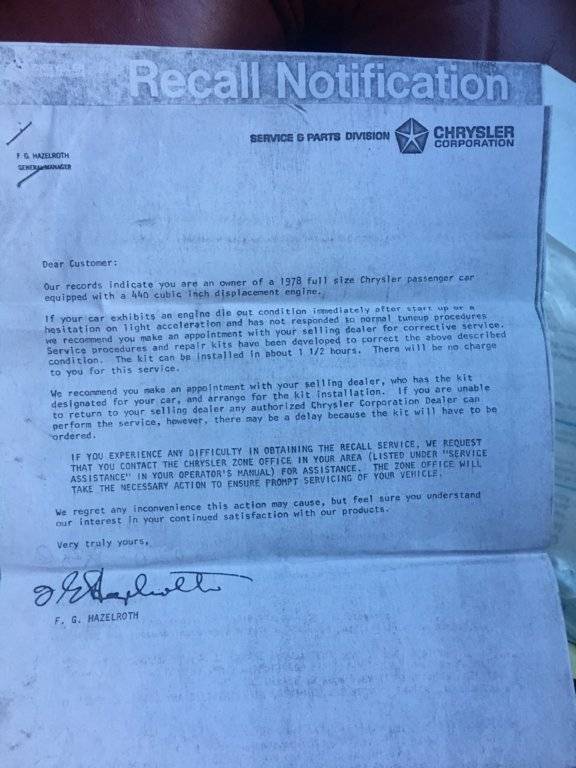 Recall Notification
SERVICE & PARTS DIVISION
CHRYSLER
CORPORATION
F. G. HAZELROTH
GENERAL MANAGER
Dear Customer:
Our records indicate you are an owner of a 1978 full size Chrysler passenger car
equipped with a 440 cubic inch displacement engine.
If your car exhibits an engine die out condition immediately after start up or a
hesitation on light acceleration and has not responded to normal tuneup procedures
we recommend you make an appointment with your selling dealer for corrective service.
Service procedures and repair kits have been developed to correct the above described
condition. The kit can be installed in about 1 1/2 hours. There will be no charge
to you for this service.
We recommend you make an appointment with your selling dealer, who has the kit
designated for your car, and arrange for the kit installation. If you are unable
to return to your selling dealer any authorized Chrysler Corporation Dealer can
perform the service, however, there may be a delay because the kit will have to be
ordered.
IF YOU EXPERIENCE ANY DIFFICULTY IN OBTAINING THE RECALL SERVICE, WE REQUEST
THAT YOU CONTACT THE CHRYSLER ZONE OFFICE IN YOUR AREA (LISTED UNDER "SERVICE
ASSISTANCE" IN YOUR OPERATOR'S MANUAL) FOR ASSISTANCE. THE ZONE OFFICE WILL
TAKE THE NECESSARY ACTION TO ENSURE PROMPT SERVICING OF YOUR VEHICLE.
We regret any inconvenience this action may cause, but feel sure you understand
our interest in your continued satisfaction with our products.
Very truly yours,
F G Hazelroth
F. G. HAZELROTH